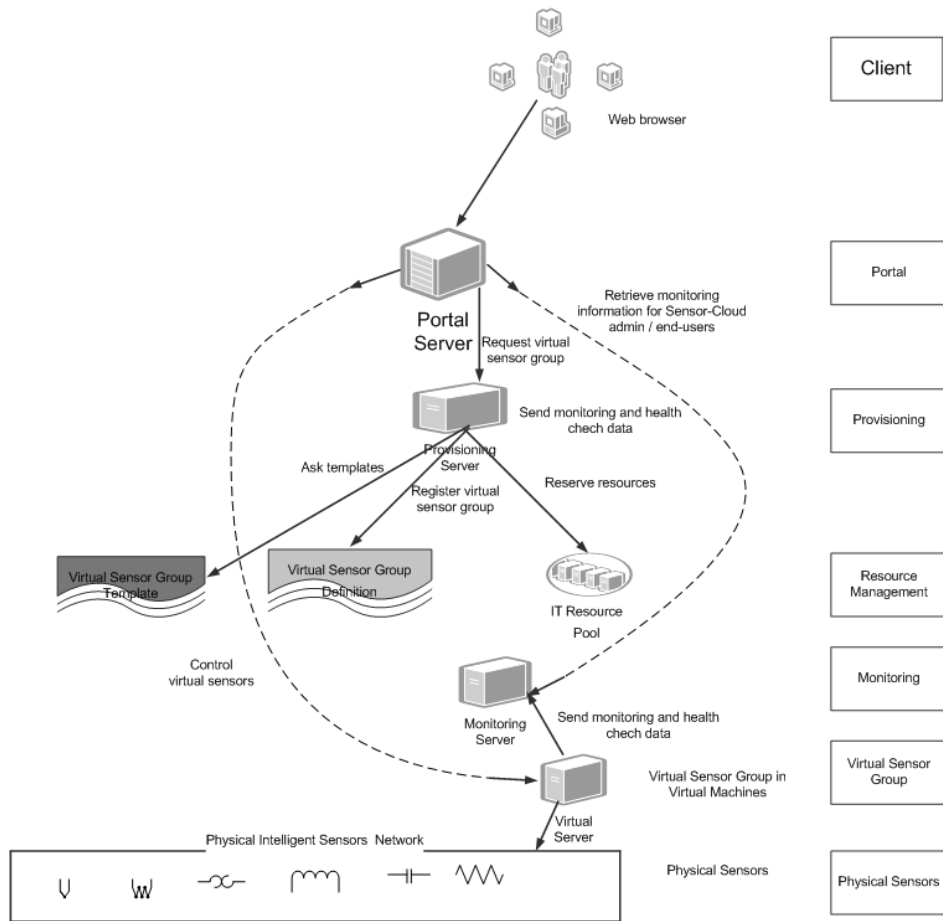 Client
Web browser
Portal
Retrieve monitoring
information for Sensor-Cloud
admin / end-users
Portal
Server
Request virtual
sensor group
Provisioning
Send monitoring and health
chech data
Provisioning
Server
Ask templates
Register virtual
sensor group
Reserve resources
Virtual Sensor Group
Template
Virtual Sensor Group
Definition
IT Resource
Pool
Resource
Management
Control
virtual sensors
Monitoring
Monitoring
Server
Send monitoring and health
chech data
Virtual Sensor Group in
Virtual Machines
Virtual Sensor
Group
Virtual
Server
Physical Intelligent Sensors Network
Physical Sensors
Physical Sensors